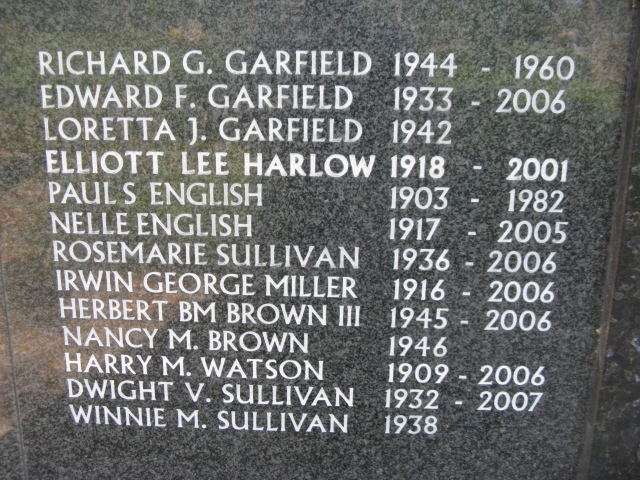 RICHARD G. GARFIELD 1944 - 1960
EDWARD F. GARFIELD 1933 - 2006
LORETTA J. GARFIELD 1942
ELLIOTT LEE HARLOW 1918 - 2001
PAUL S ENGLISH 1903 - 1982
NELLE ENGLISH 1917 - 2005
ROSEMARIE SULLIVAN 1936 - 2006
IRWIN GEORGE MILLER 1916 - 2006
HERBERT BM BROWN III 1945 - 2006
NANCY M. BROWN 1946
HARRY M. WATSON 1909 - 2006
DWIGHT V. SULLIVAN 1932 - 2007
WINNIE M. SULLIVAN 1938